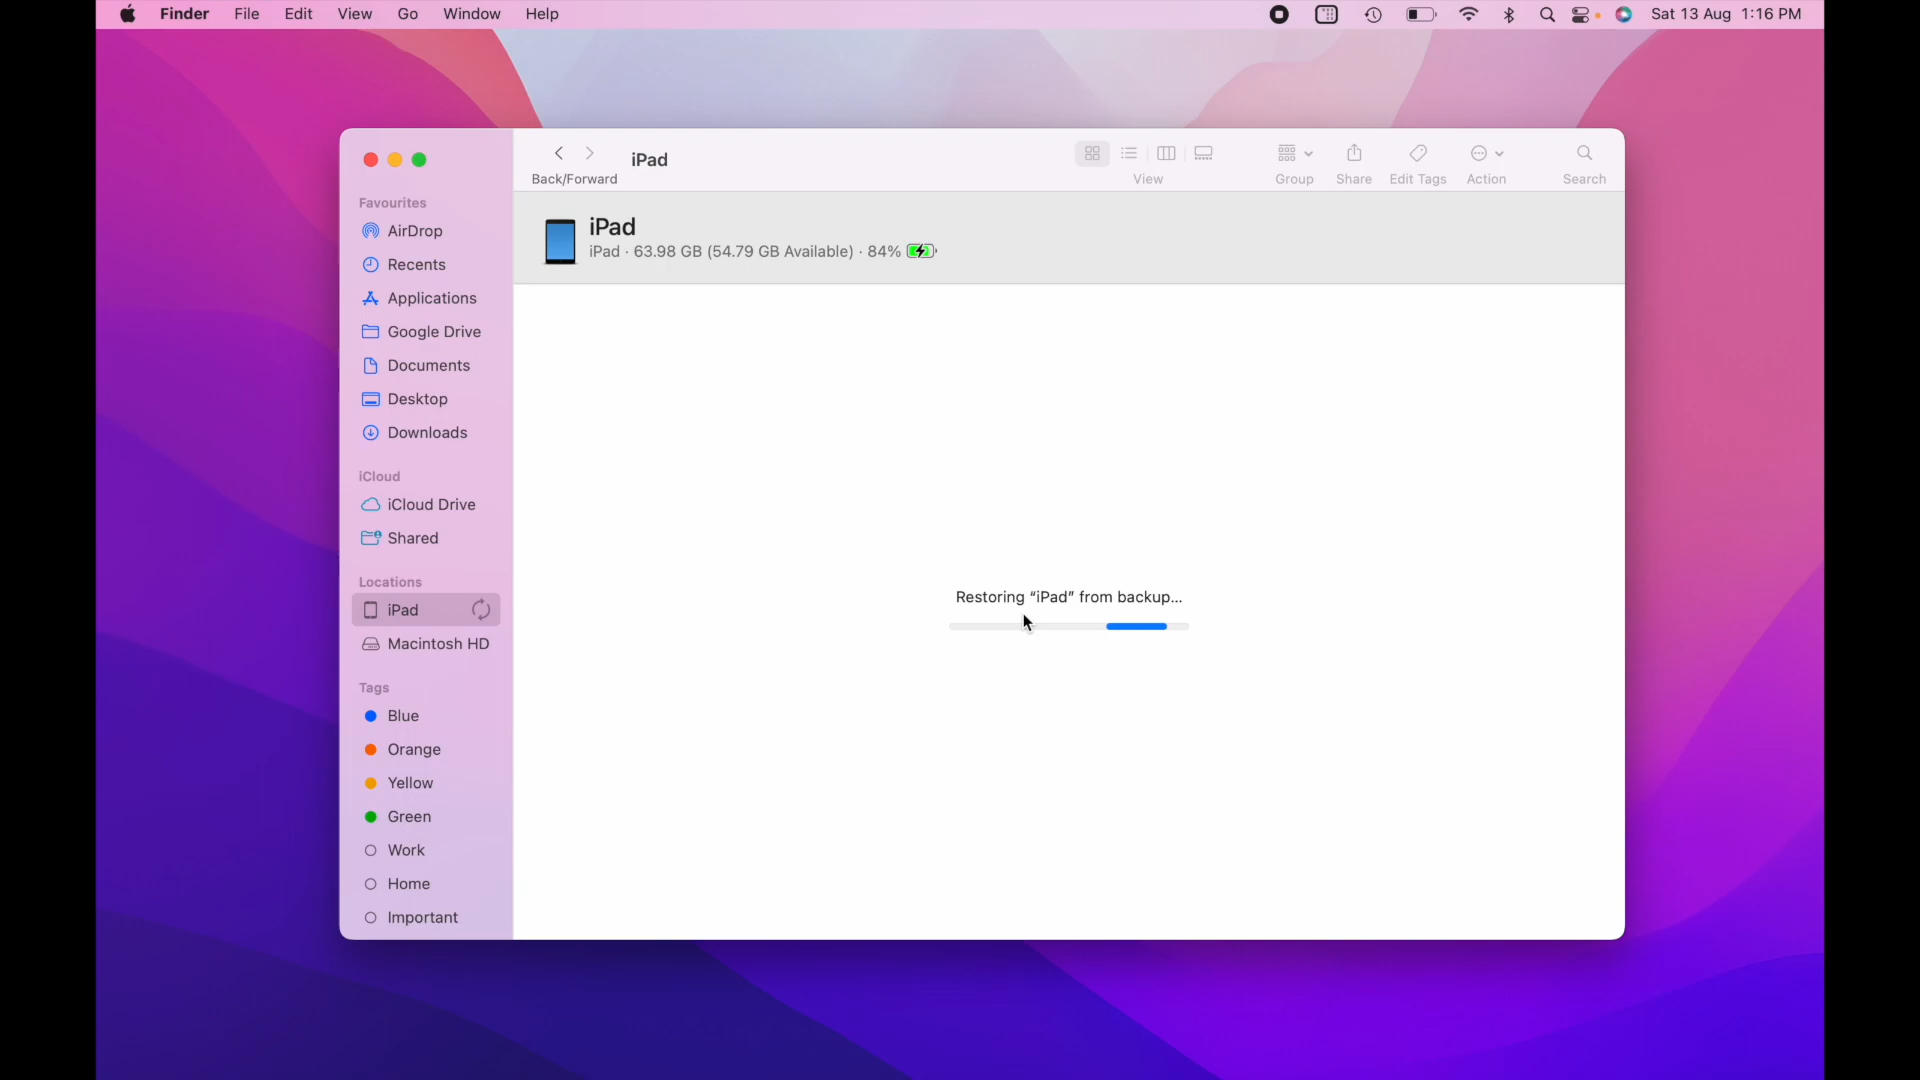 Finder File Edit View Go Window Help Sat 13 Aug 1:16 PM
iPad
Back/Forward View Group Share Edit Tags Action Search
iPad
iPad · 63.98 GB (54.79 GB Available) · 84%
Favourites
AirDrop
Recents
Applications
Google Drive
Documents
Desktop
Downloads
iCloud
iCloud Drive
Shared
Locations
iPad
Macintosh HD
Tags
Blue
Orange
Yellow
Green
Work
Home
Important
Restoring “iPad” from backup...